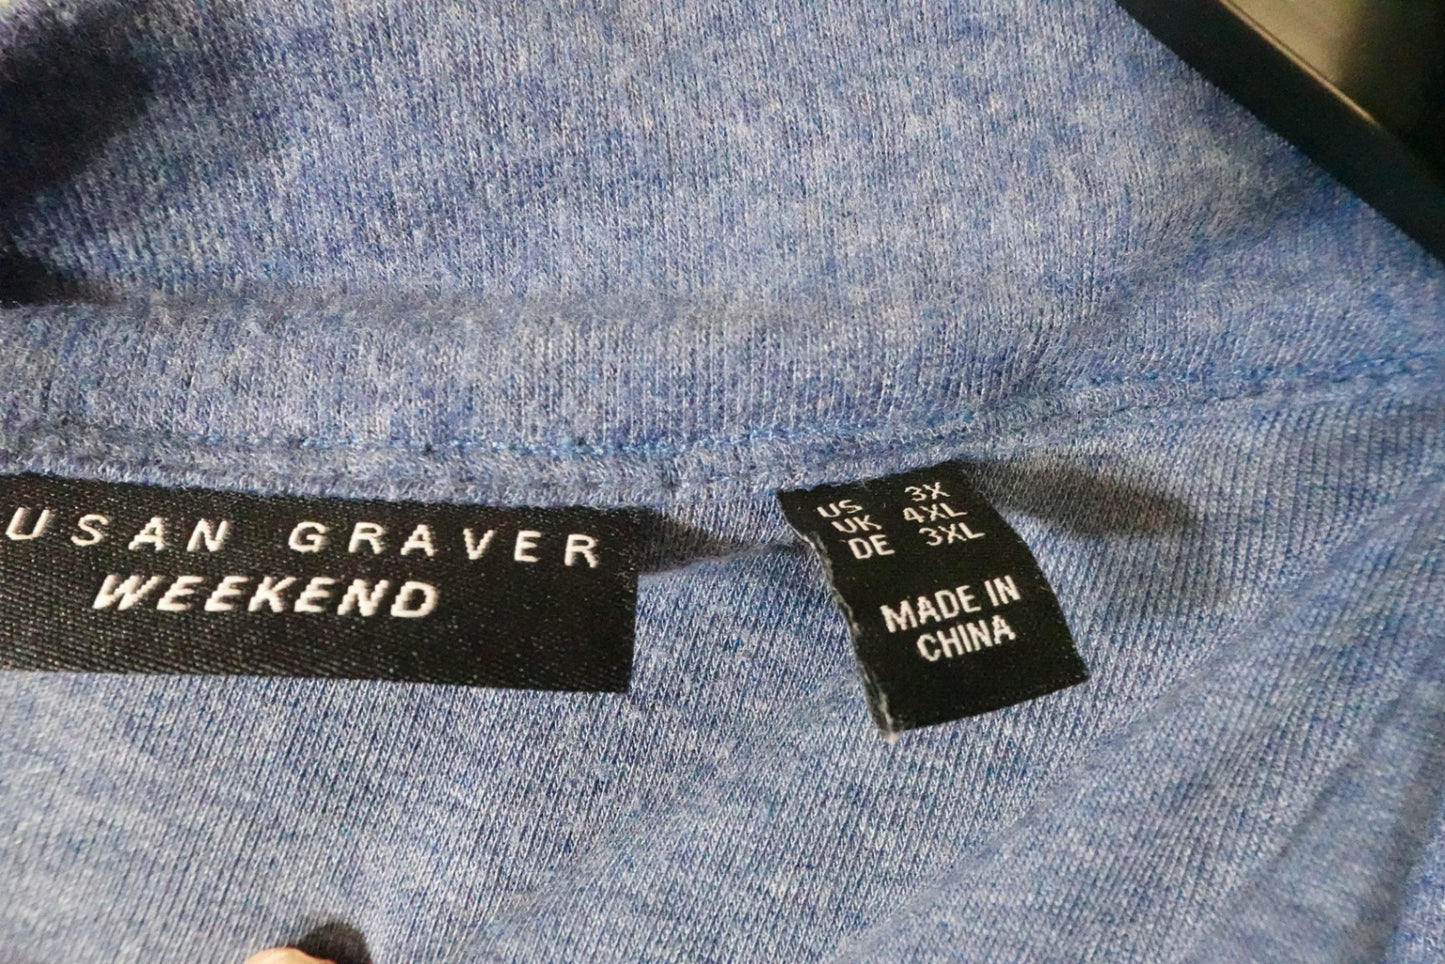 USAN GRAVER
WEEKEND
US 3X
UK 4XL
DE 3XL
MADE IN
CHINA